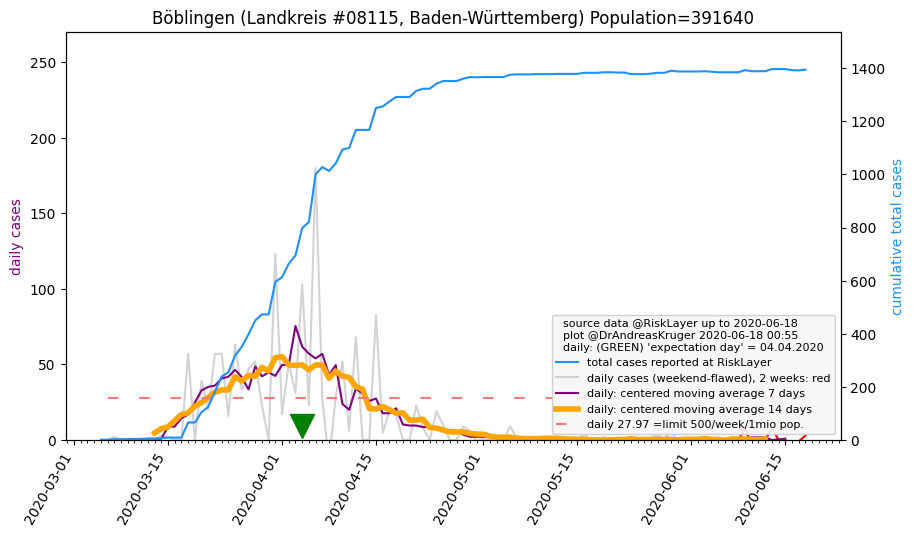 Böblingen (Landkreis #08115, Baden-Württemberg) Population=391640
daily cases
250
200
150
100
50
0
cumulative total cases
1400
1200
1000
800
600
400
200
0
source data @RiskLayer up to 2020-06-18
plot @DrAndreasKruger 2020-06-18 00:55
daily: (GREEN) 'expectation day' = 04.04.2020
total cases reported at RiskLayer
daily cases (weekend-flawed), 2 weeks: red
daily: centered moving average 7 days
daily: centered moving average 14 days
daily 27.97 =limit 500/week/1mio pop.
2020-03-01
2020-03-15
2020-04-01
2020-04-15
2020-05-01
2020-05-15
2020-06-01
2020-06-15